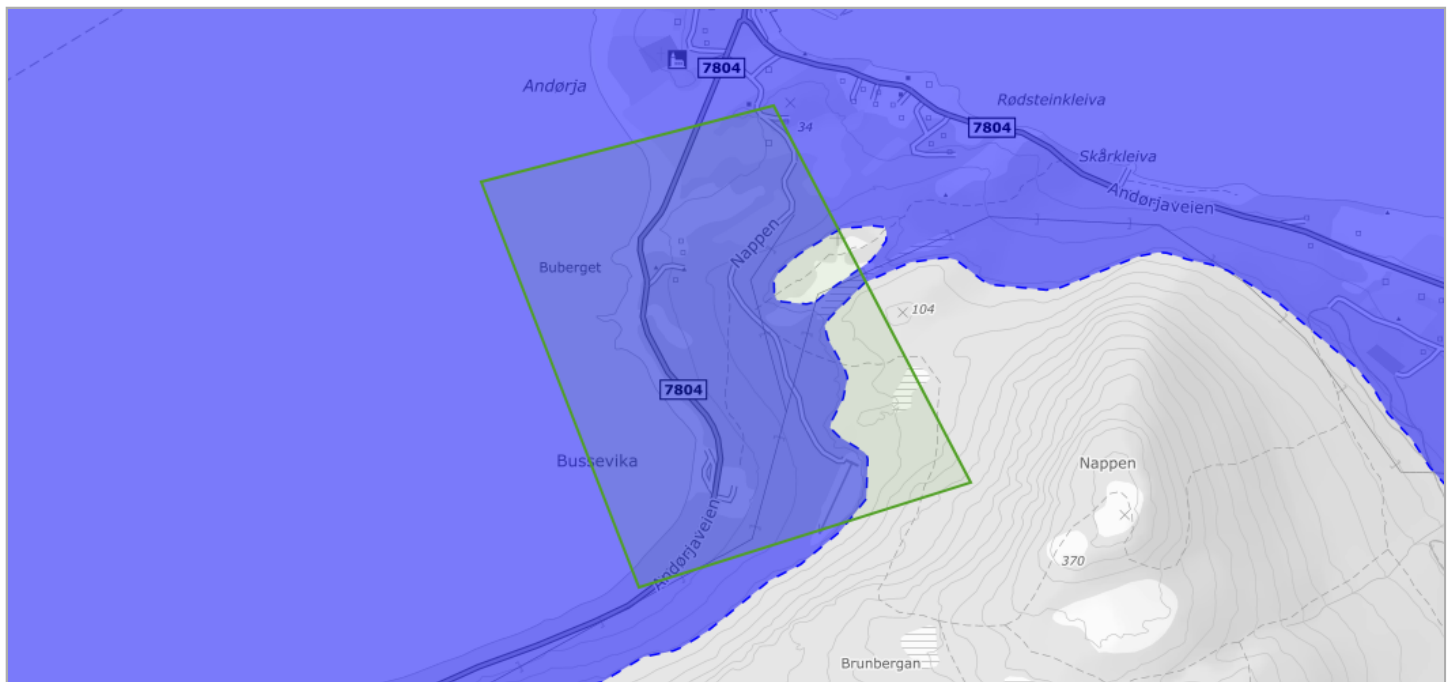 7804
Andørja
Rødsteinkleiva
34
7804
Skårkleiva
Andørjaveien
Nappen
Buberget
104
7804
Bussevika
Nappen
Andørjaveien
370
Brunbergan